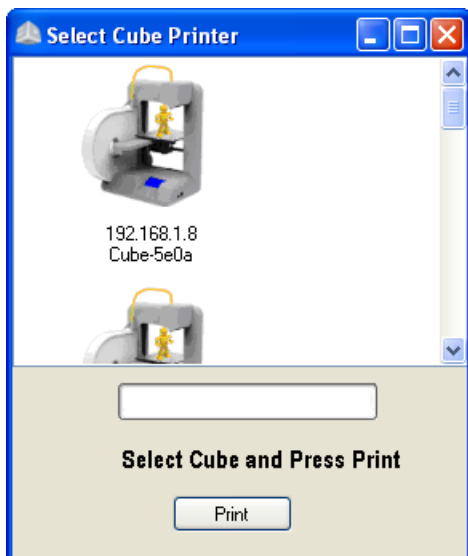 Select Cube Printer
192.168.1.8
Cube-5e0a
Select Cube and Press Print
Print